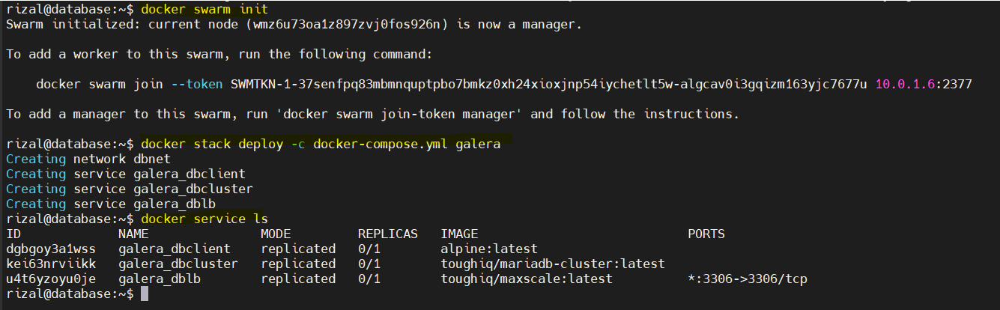 rizal@database:~$ docker swarm init
Swarm initialized: current node (wmz6u73oa1z897zvj0fos926n) is now a manager.
To add a worker to this swarm, run the following command:
docker swarm join --token SWMTKN-1-37senfpq83mbmnquptpbo7bmkz0xh24xioxjnp54iychetlt5w-algcav0i3gqizm163yjc7677u 10.0.1.6:2377
To add a manager to this swarm, run 'docker swarm join-token manager' and follow the instructions.
rizal@database:~$ docker stack deploy -c docker-compose.yml galera
Creating network dbnet
Creating service galera_dbclient
Creating service galera_dbcluster
Creating service galera_dblb
rizal@database:~$ docker service ls
ID NAME MODE REPLICAS IMAGE PORTS
dgbgoy3a1wss galera_dbclient replicated 0/1 alpine:latest
kei63nrviikk galera_dbcluster replicated 0/1 toughiq/mariadb-cluster:latest
u4t6yzoyu0je galera_dblb replicated 0/1 toughiq/maxscale:latest *:3306->3306/tcp
rizal@database:~$